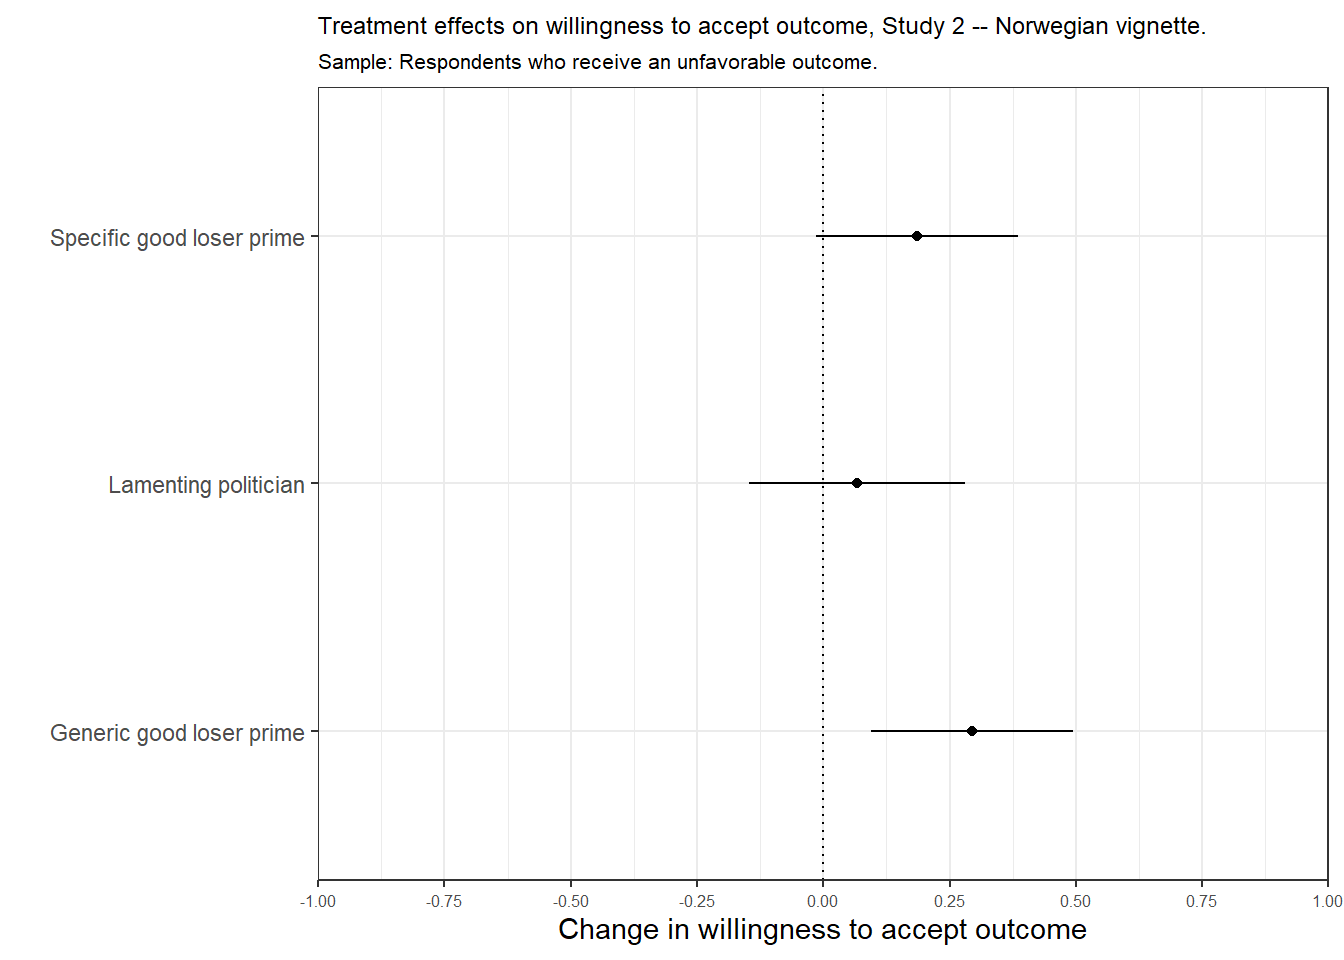 Treatment effects on willingness to accept outcome, Study 2 -- Norwegian vignette.
Sample: Respondents who receive an unfavorable outcome.
Specific good loser prime
Lamenting politician
Generic good loser prime
-1.00 -0.75 -0.50 -0.25 0.00 0.25 0.50 0.75 1.00
Change in willingness to accept outcome